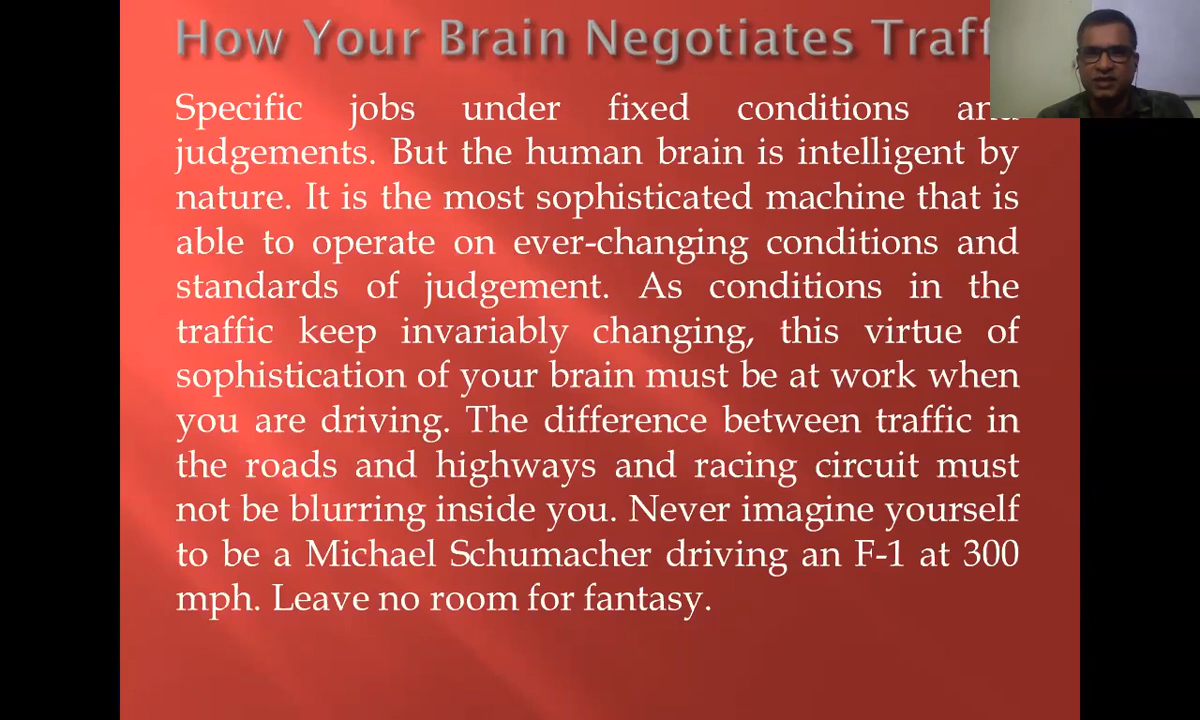 How Your Brain Negotiates Traff
Specific jobs under fixed conditions and
judgements. But the human brain is intelligent by
nature. It is the most sophisticated machine that is
able to operate on ever-changing conditions and
standards of judgement. As conditions in the
traffic keep invariably changing, this virtue of
sophistication of your brain must be at work when
you are driving. The difference between traffic in
the roads and highways and racing circuit must
not be blurring inside you. Never imagine yourself
to be a Michael Schumacher driving an F-1 at 300
mph. Leave no room for fantasy.